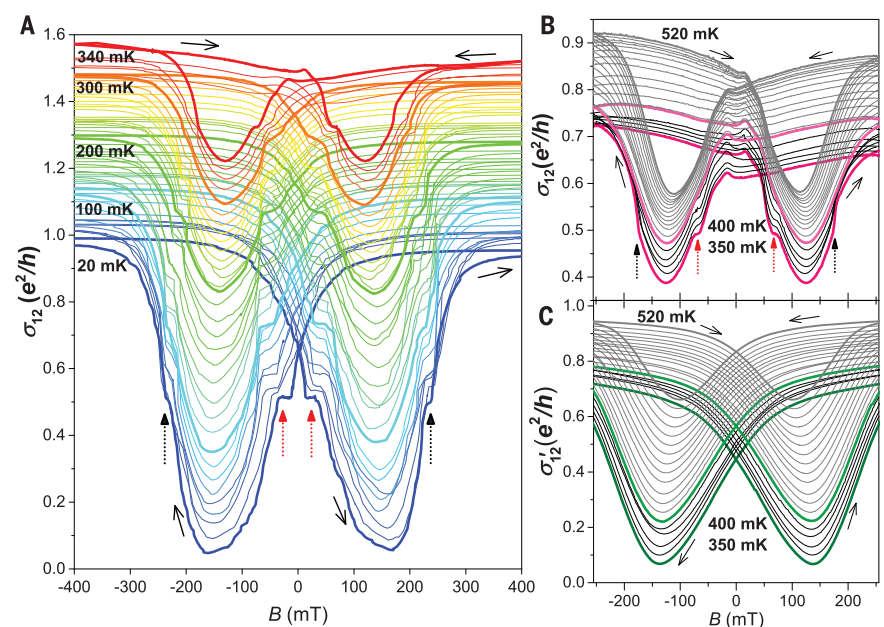 A
σ12 (e²/h)
1.6
1.4
1.2
1.0
0.8
0.6
0.4
0.2
0.0
340 mK
300 mK
200 mK
100 mK
20 mK
-400
-300
-200
-100
0
100
200
300
400
B (mT)
B
σ12 (e²/h)
0.9
0.8
0.7
0.6
0.5
0.4
520 mK
400 mK
350 mK
C
σ'12 (e²/h)
1.0
0.8
0.6
0.4
0.2
0.0
520 mK
400 mK
350 mK
-200
-100
0
100
200
B (mT)